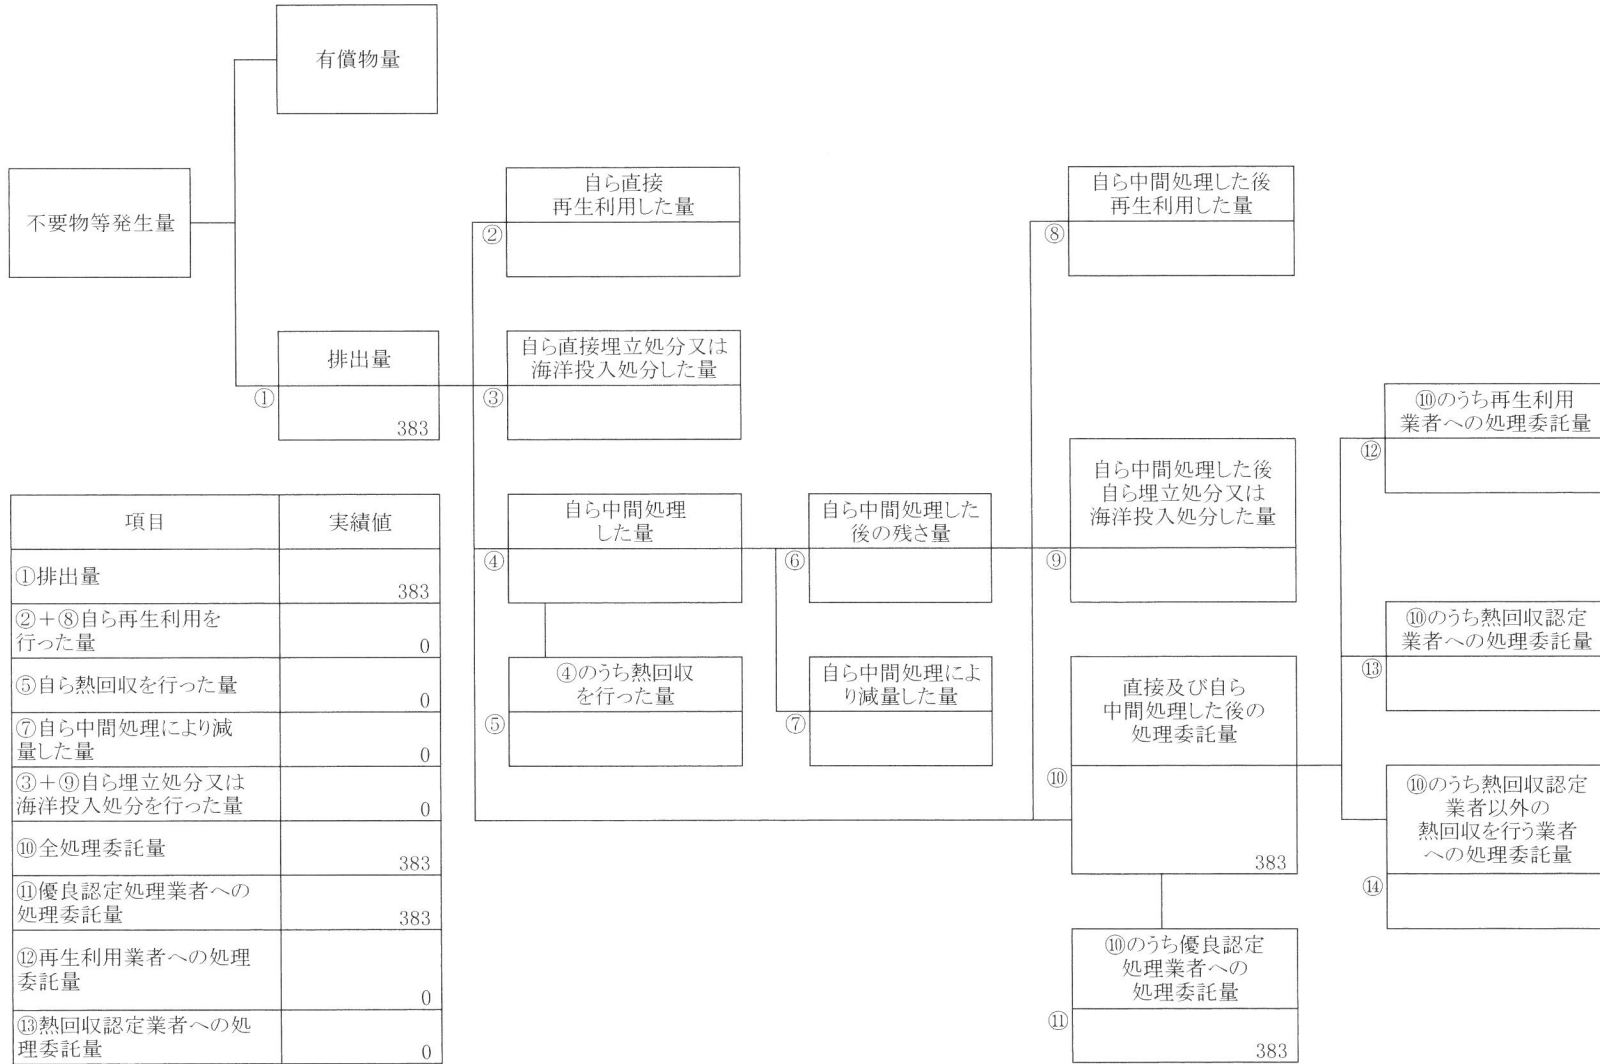 有償物量
不要物等発生量
自ら直接
再生利用した量
②
自ら中間処理した後
再生利用した量
⑧
排出量
①
383
自ら直接埋立処分又は
海洋投入処分した量
③
⑩のうち再生利用
業者への処理委託量
⑫
自ら中間処理
した量
④
自ら中間処理した
後の残さ量
⑥
自ら中間処理した後
自ら埋立処分又は
海洋投入処分した量
⑨
⑩のうち熱回収認定
業者への処理委託量
⑬
④のうち熱回収
を行った量
⑤
自ら中間処理によ
り減量した量
⑦
直接及び自ら
中間処理した後の
処理委託量
⑩
383
⑩のうち熱回収認定
業者以外の
熱回収を行う業者
への処理委託量
⑭
⑩のうち優良認定
処理業者への
処理委託量
⑪
383
項目 実績値
①排出量 383
②+⑧自ら再生利用を
行った量 0
⑤自ら熱回収を行った量 0
⑦自ら中間処理により減
量した量 0
③+⑨自ら埋立処分又は
海洋投入処分を行った量 0
⑩全処理委託量 383
⑪優良認定処理業者への
処理委託量 383
⑫再生利用業者への処理
委託量 0
⑬熱回収認定業者への処
理委託量 0